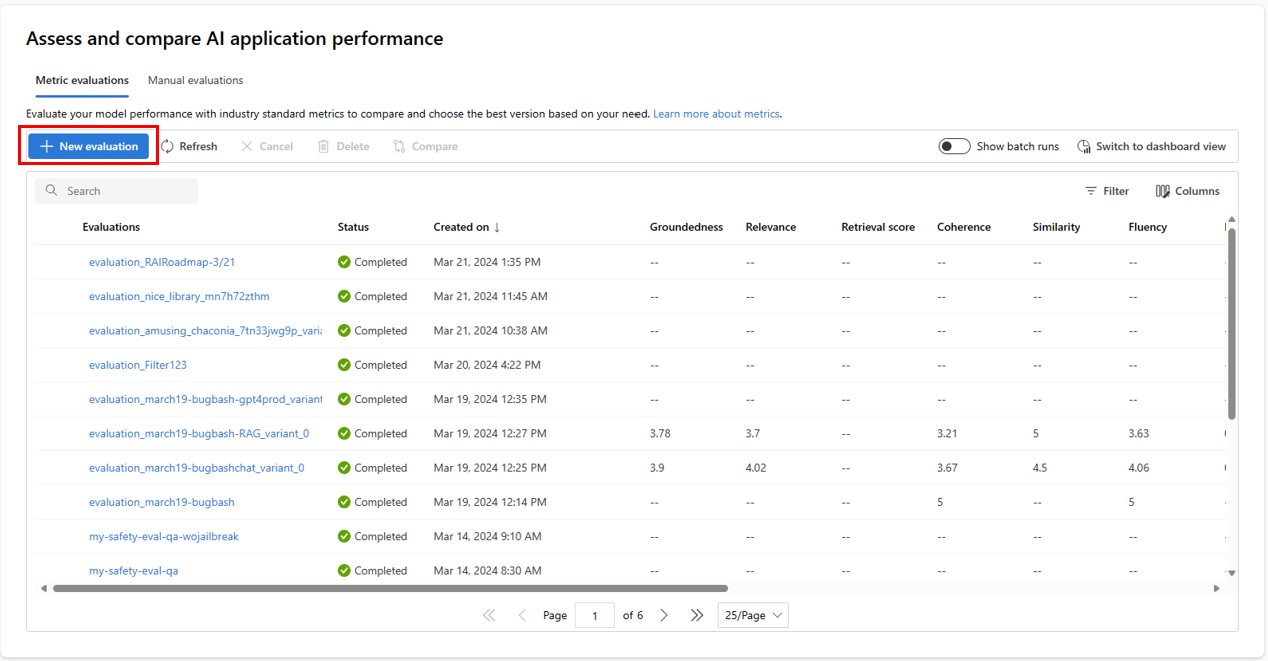 Assess and compare AI application performance
Metric evaluations Manual evaluations
Evaluate your model performance with industry standard metrics to compare and choose the best version based on your need. Learn more about metrics.
New evaluation Refresh Cancel Delete Compare Show batch runs Switch to dashboard view
Search Filter Columns
Evaluations Status Created on ↓ Groundedness Relevance Retrieval score Coherence Similarity Fluency
evaluation_RAIRoadmap-3/21 Completed Mar 21, 2024 1:35 PM -- -- -- -- -- --
evaluation_nice_library_mn7h72zthm Completed Mar 21, 2024 11:45 AM -- -- -- -- -- --
evaluation_amusing_chaconia_7tn33jwg9p_varia Completed Mar 21, 2024 10:38 AM -- -- -- -- -- --
evaluation_Filter123 Completed Mar 20, 2024 4:22 PM -- -- -- -- -- --
evaluation_march19-bugbash-gpt4prod_variant Completed Mar 19, 2024 12:35 PM -- -- -- -- -- --
evaluation_march19-bugbash-RAG_variant_0 Completed Mar 19, 2024 12:27 PM 3.78 3.7 -- 3.21 5 3.63
evaluation_march19-bugbashchat_variant_0 Completed Mar 19, 2024 12:25 PM 3.9 4.02 -- 3.67 4.5 4.06
evaluation_march19-bugbash Completed Mar 19, 2024 12:14 PM -- -- -- 5 -- 5
my-safety-eval-qa-wojailbreak Completed Mar 14, 2024 9:10 AM -- -- -- -- -- --
my-safety-eval-qa Completed Mar 14, 2024 8:30 AM -- -- -- -- -- --
Page 1 of 6 25/Page